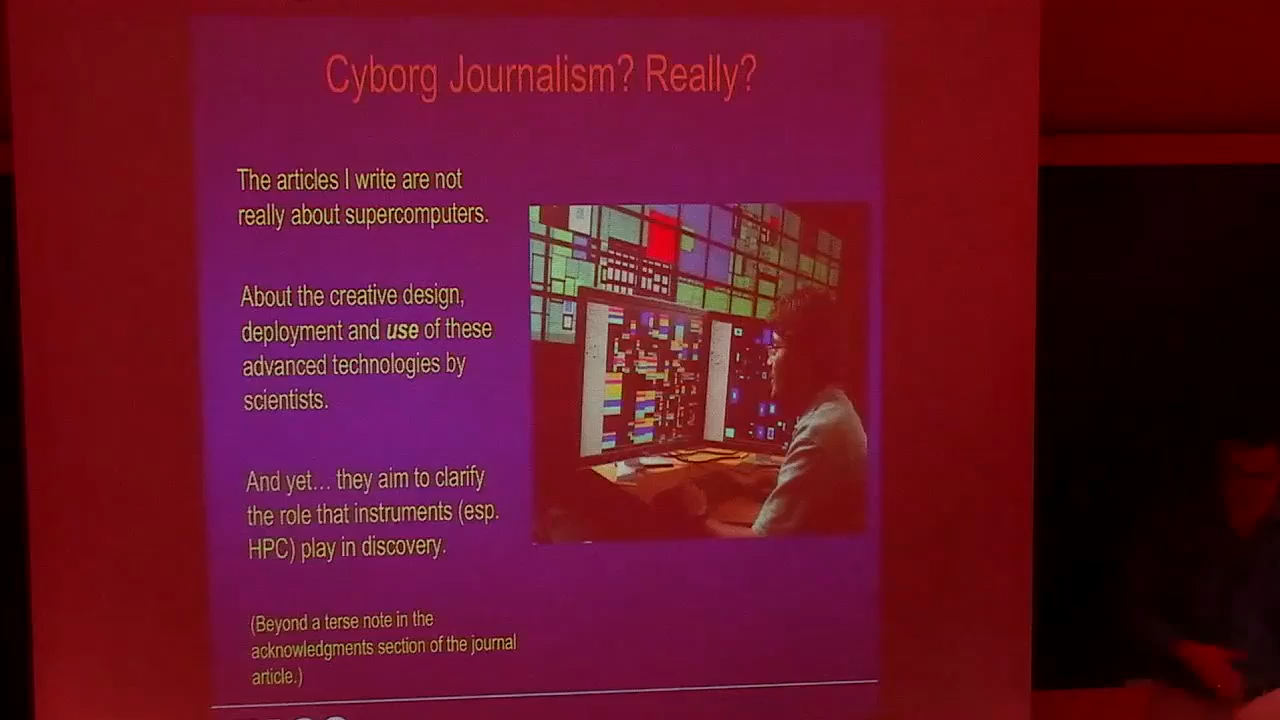 Cyborg Journalism? Really?
The articles I write are not
really about supercomputers.
About the creative design,
deployment and use of these
advanced technologies by
scientists.
And yet… they aim to clarify
the role that instruments (esp.
HPC) play in discovery.
(Beyond a terse note in the
acknowledgments section of the journal
article.)